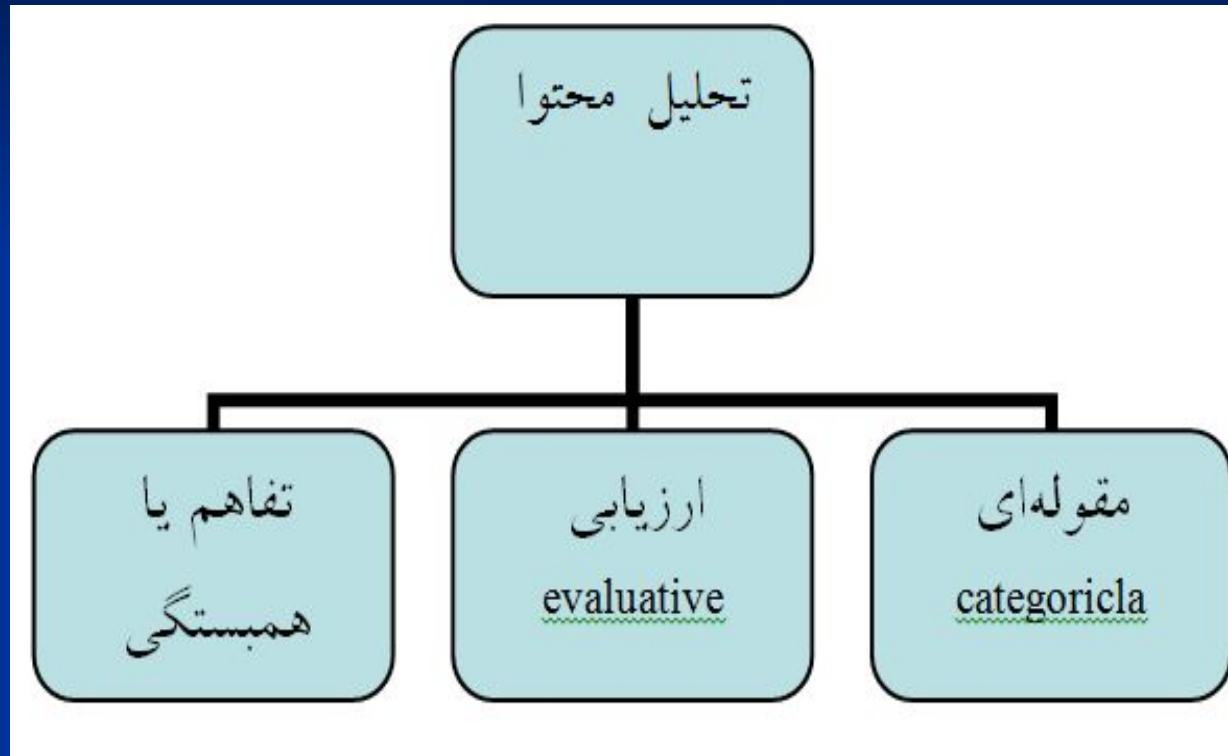 تحلیل محتوا
مقوله‌ای
categoricla
ارزیابی
evaluative
تفاهم یا
همبستگی